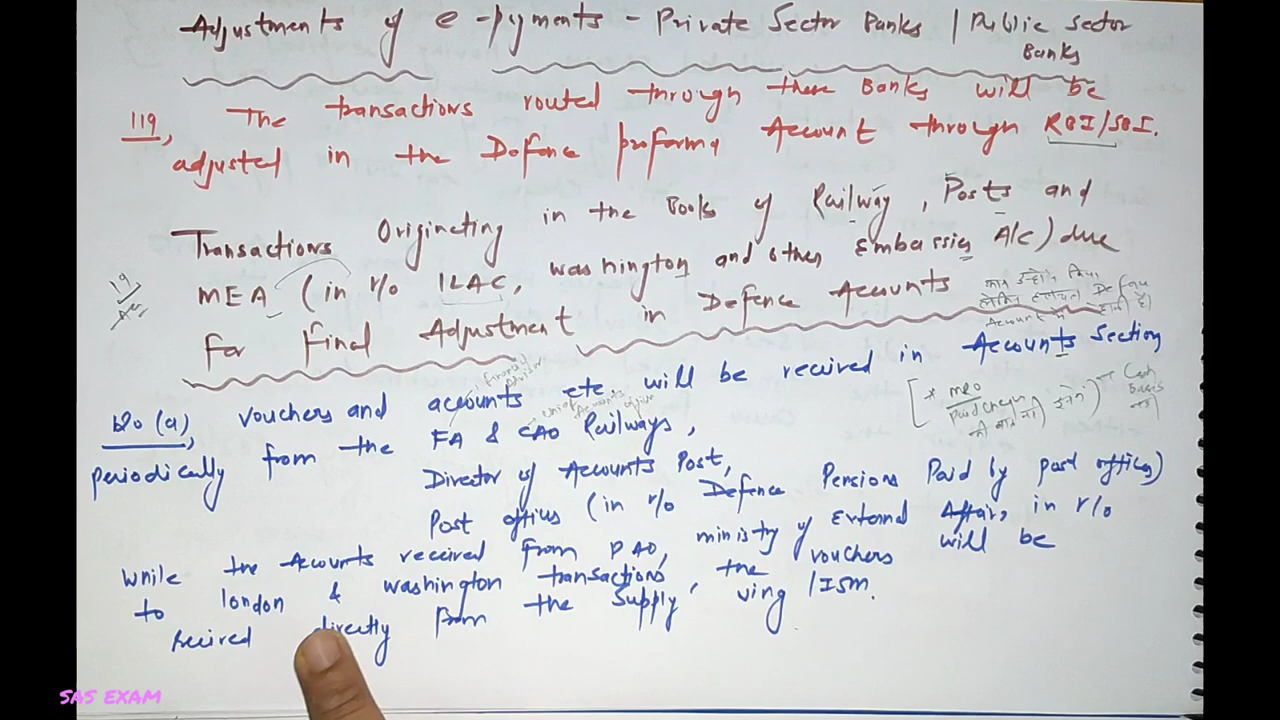 Adjustments of e-pyments - Private Sector Banks | Public sector
Banks
119, The transactions routed through these Banks will be
adjusted in the Defence proforma Account through RBI/SBI.
Transactions Originating in the Books of Railway, Posts and
MEA (in r/o ILAC, washington and other Embassies A/C) due
for Final Adjustment in Defence Accounts
120 (a), vouchers and accounts etc will be received in Accounts Section
periodically from the FA & CAO Railways,
Director of Accounts Post,
Post offices (in r/o Defence Pensions Paid by post offices)
while the Accounts received from PAO, ministry of External Affairs in r/o
to london & washington transactions, the vouchers will be
received directly from the Supply wing /ISM.
SAS EXAM